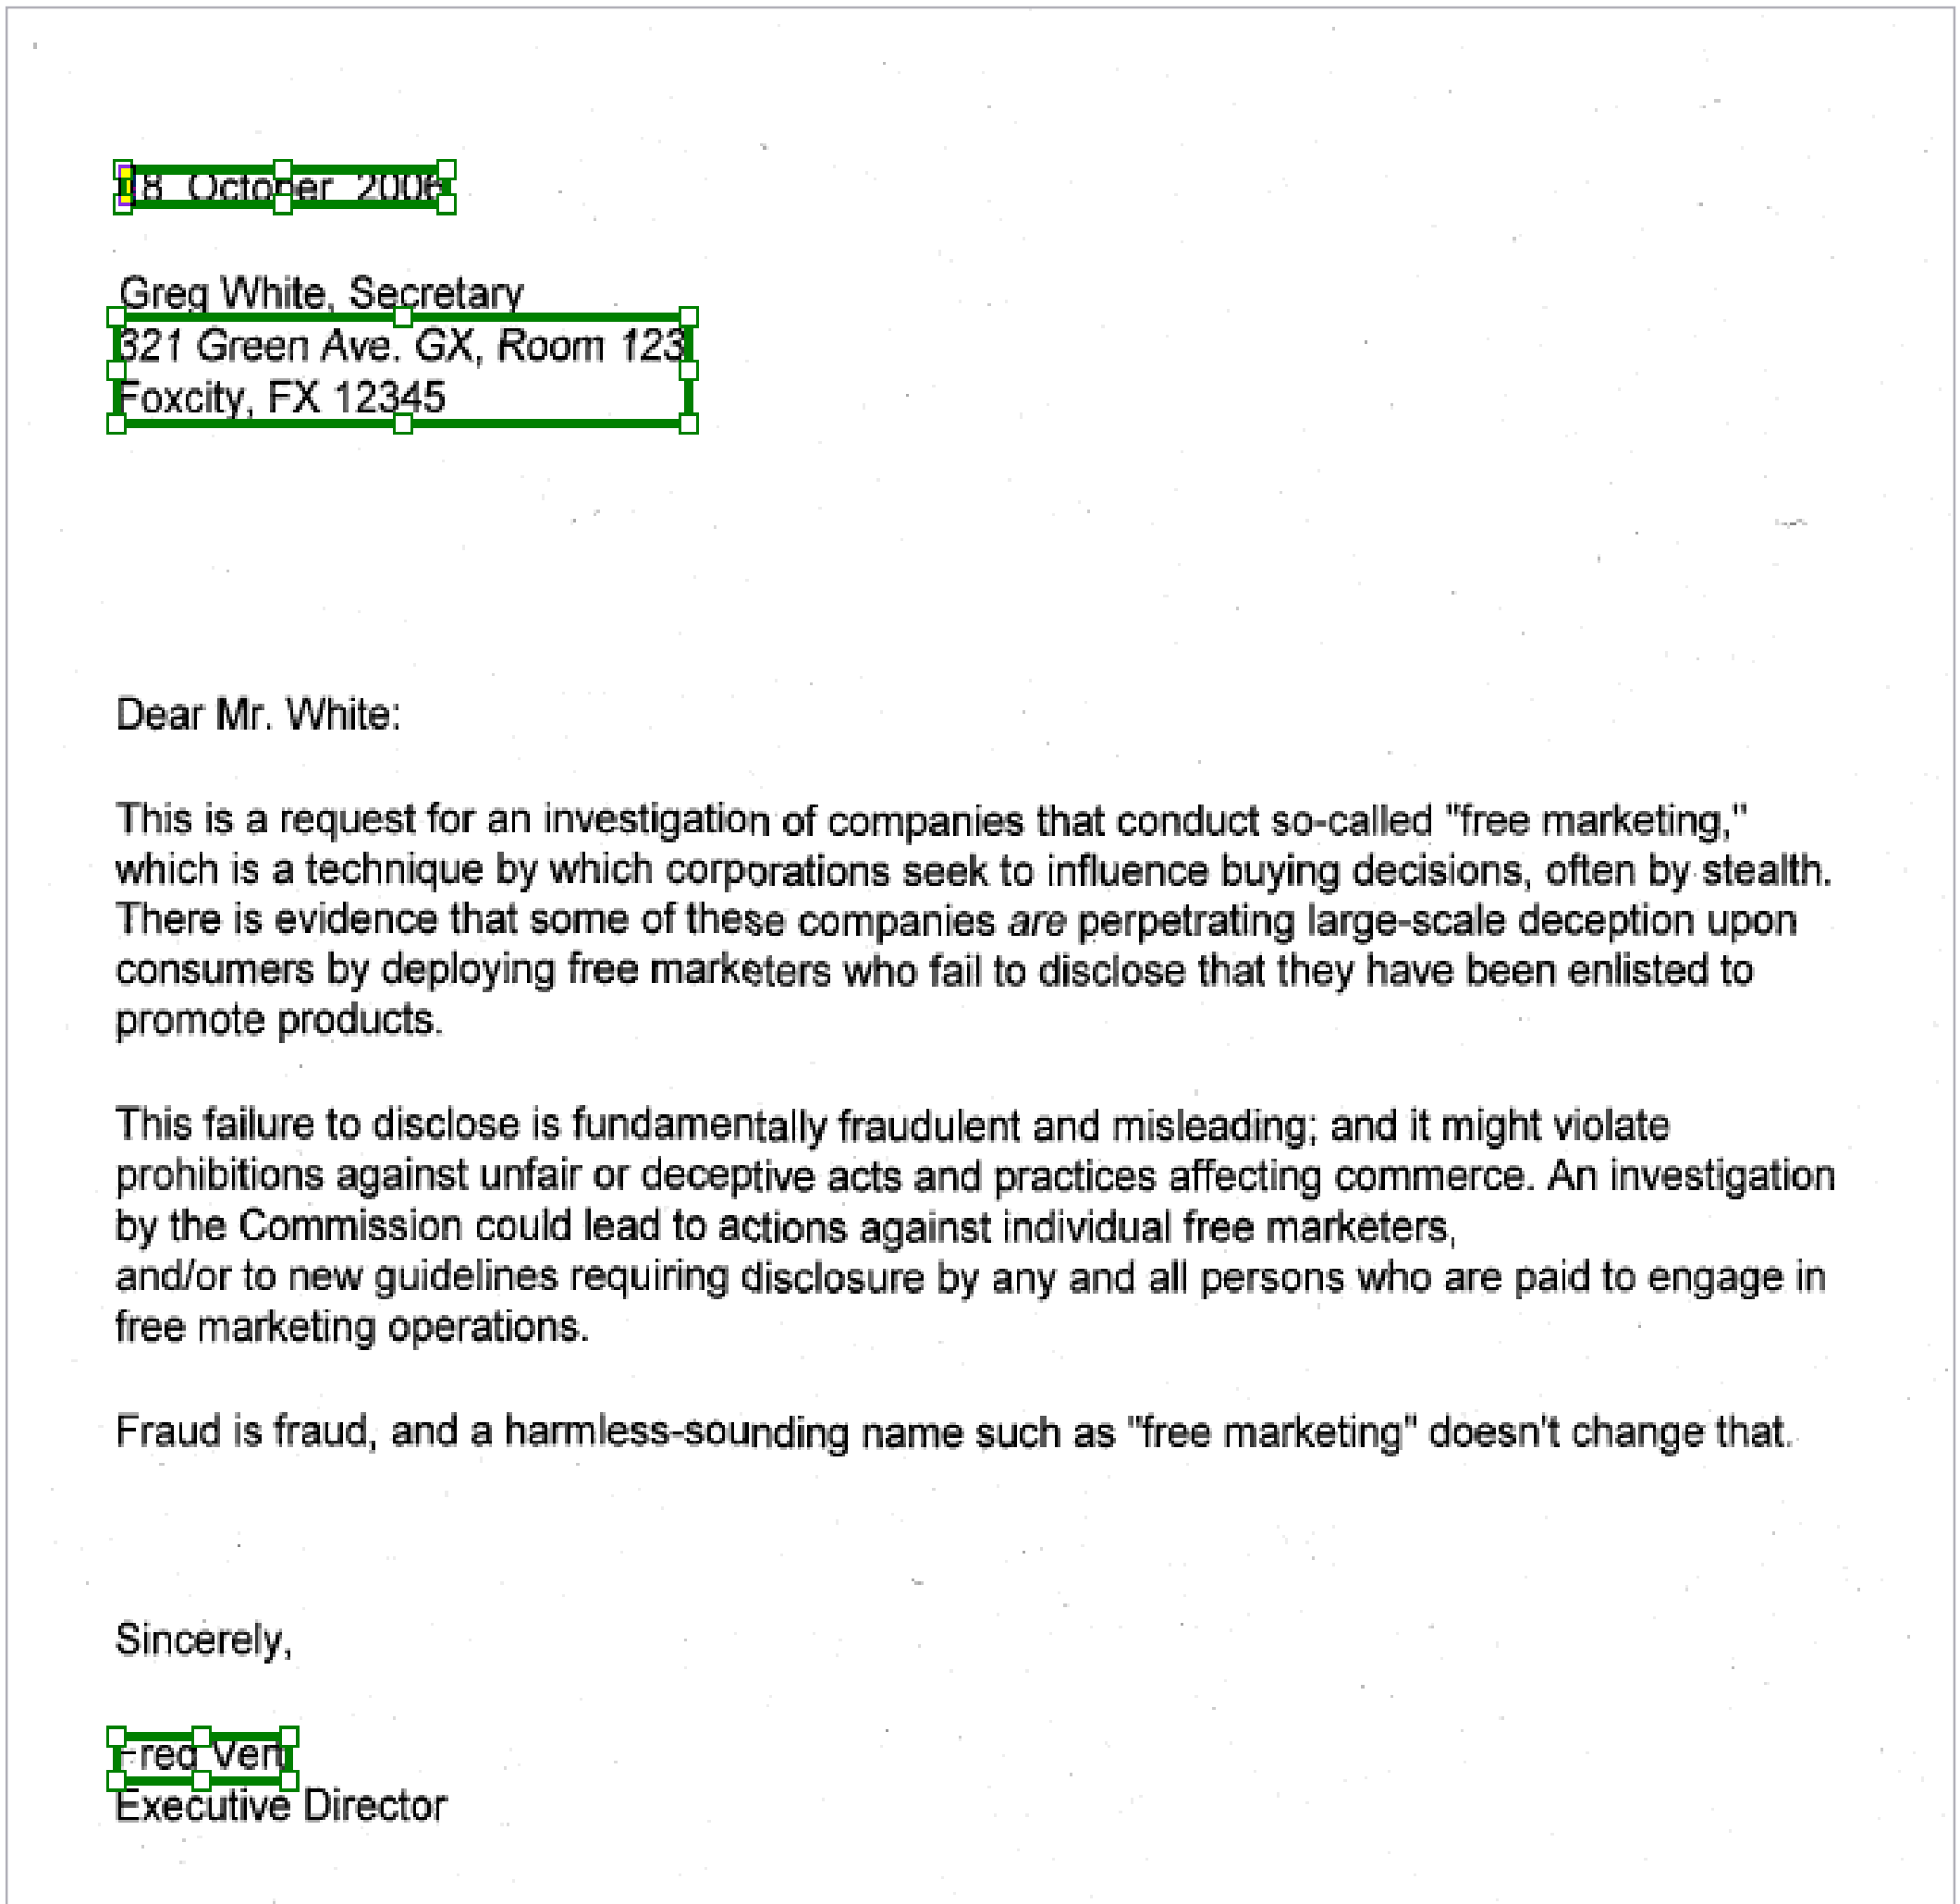 18 October 2006
Greg White, Secretary
321 Green Ave. GX, Room 123
Foxcity, FX 12345
Dear Mr. White:
This is a request for an investigation of companies that conduct so-called "free marketing,"
which is a technique by which corporations seek to influence buying decisions, often by stealth.
There is evidence that some of these companies are perpetrating large-scale deception upon
consumers by deploying free marketers who fail to disclose that they have been enlisted to
promote products.
This failure to disclose is fundamentally fraudulent and misleading; and it might violate
prohibitions against unfair or deceptive acts and practices affecting commerce. An investigation
by the Commission could lead to actions against individual free marketers,
and/or to new guidelines requiring disclosure by any and all persons who are paid to engage in
free marketing operations.
Fraud is fraud, and a harmless-sounding name such as "free marketing" doesn't change that.
Sincerely,
Executive Director